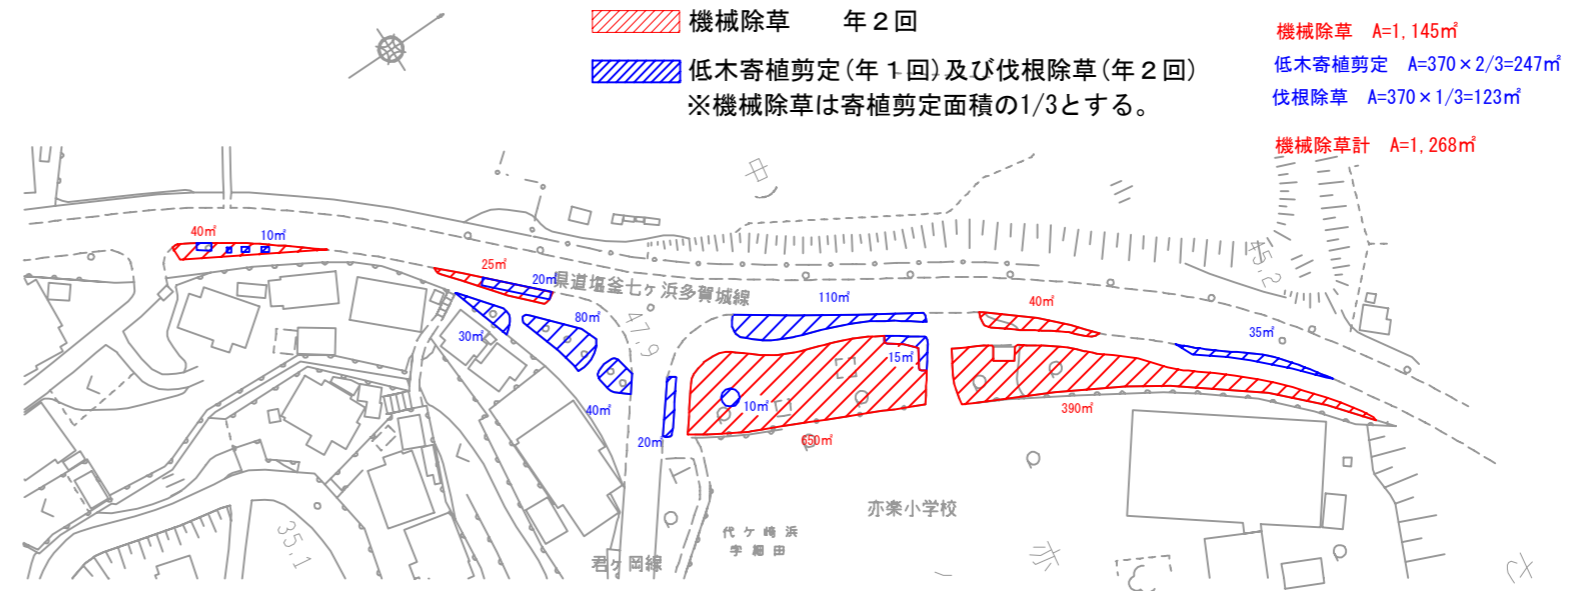 機械除草　年２回
低木寄植剪定(年１回)及び伐根除草(年２回)
※機械除草は寄植剪定面積の1/3とする。
機械除草　A=1,145㎡
低木寄植剪定　A=370×2/3=247㎡
伐根除草　A=370×1/3=123㎡
機械除草計　A=1,268㎡
40㎡
10㎡
25㎡
20㎡
県道塩釜七ヶ浜多賀城線
30㎡
80㎡
40㎡
47.9
20㎡
110㎡
15㎡
10㎡
650㎡
40㎡
35㎡
390㎡
45.2
35.1
亦楽小学校
代ヶ崎浜
字細田
君ヶ岡線
亦